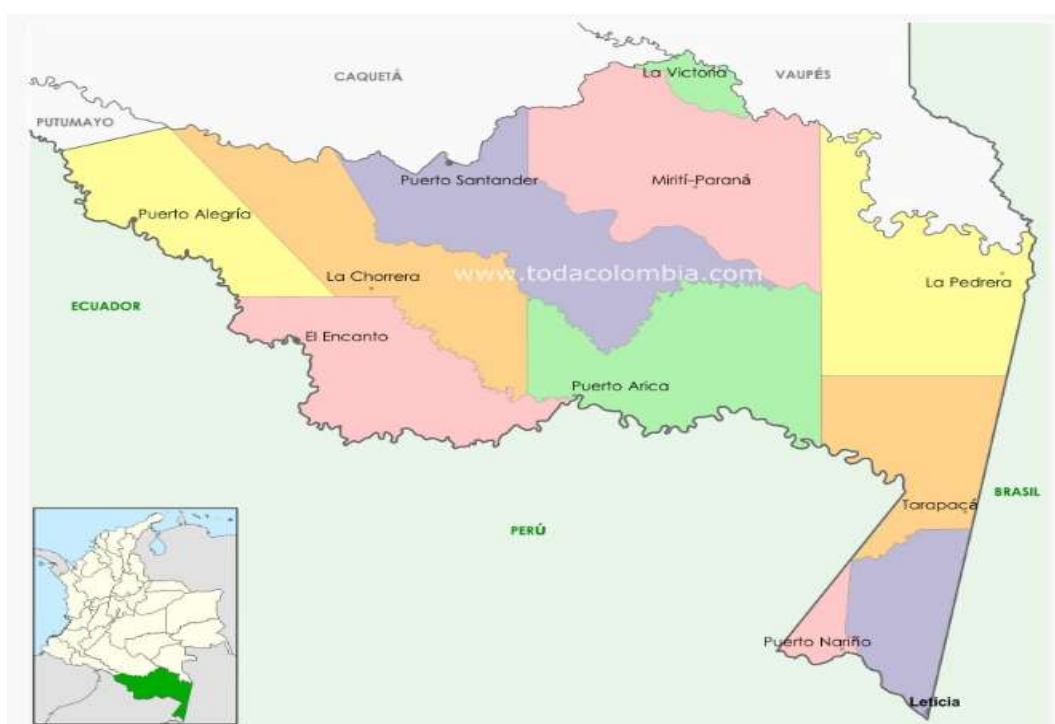 La Victoria
CAQUETÁ
VAUPÉS
PUTUMAYO
Puerto Santander
Mirití-Paraná
Puerto Alegría
La Chorrera
www.todacolombia.com
La Pedrera
ECUADOR
El Encanto
Puerto Arica
BRASIL
Tarapacá
PERÚ
Puerto Nariño
Leticia